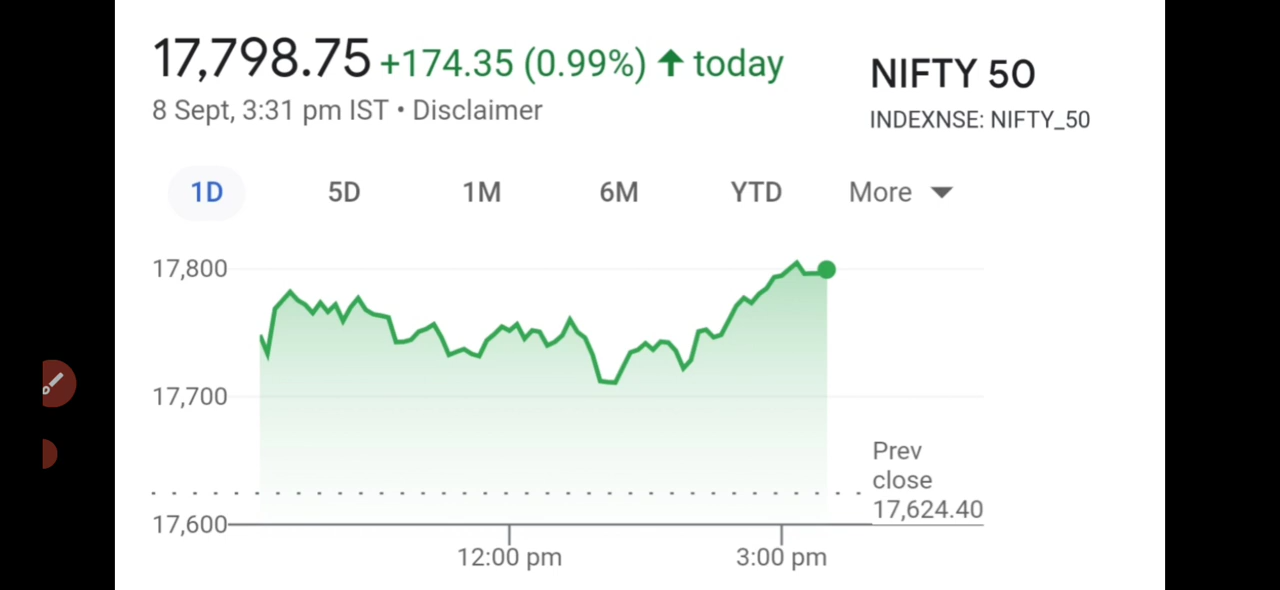 17,798.75 +174.35 (0.99%) ↑ today
8 Sept, 3:31 pm IST • Disclaimer
NIFTY 50
INDEXNSE: NIFTY_50
1D 5D 1M 6M YTD More
17,800
17,700
17,600
Prev
close
17,624.40
12:00 pm 3:00 pm